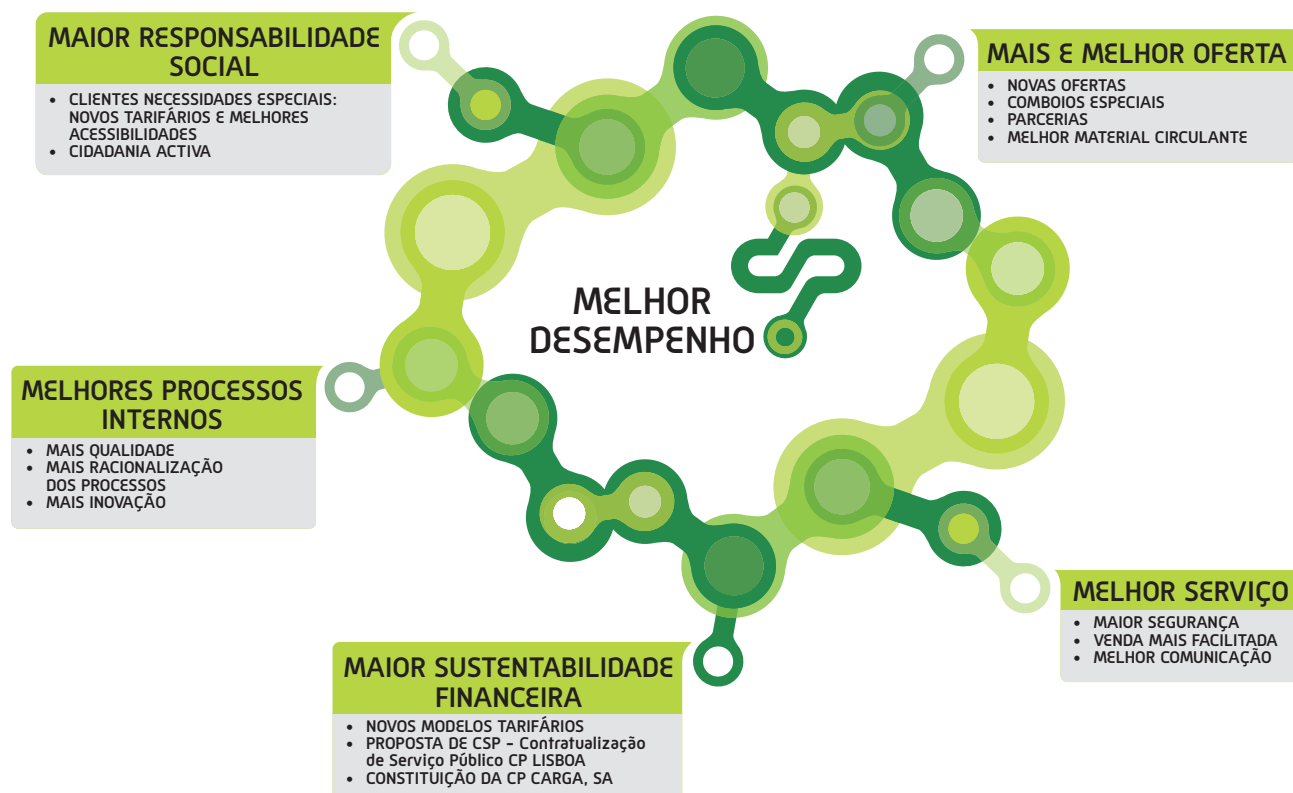 MAIOR RESPONSABILIDADE
SOCIAL
• CLIENTES NECESSIDADES ESPECIAIS:
NOVOS TARIFÁRIOS E MELHORES
ACESSIBILIDADES
• CIDADANIA ACTIVA
MAIS E MELHOR OFERTA
• NOVAS OFERTAS
• COMBOIOS ESPECIAIS
• PARCERIAS
• MELHOR MATERIAL CIRCULANTE
MELHOR
DESEMPENHO
MELHORES PROCESSOS
INTERNOS
• MAIS QUALIDADE
• MAIS RACIONALIZAÇÃO
DOS PROCESSOS
• MAIS INOVAÇÃO
MELHOR SERVIÇO
• MAIOR SEGURANÇA
• VENDA MAIS FACILITADA
• MELHOR COMUNICAÇÃO
MAIOR SUSTENTABILIDADE
FINANCEIRA
• NOVOS MODELOS TARIFÁRIOS
• PROPOSTA DE CSP – Contratualização
de Serviço Público CP LISBOA
• CONSTITUIÇÃO DA CP CARGA, SA